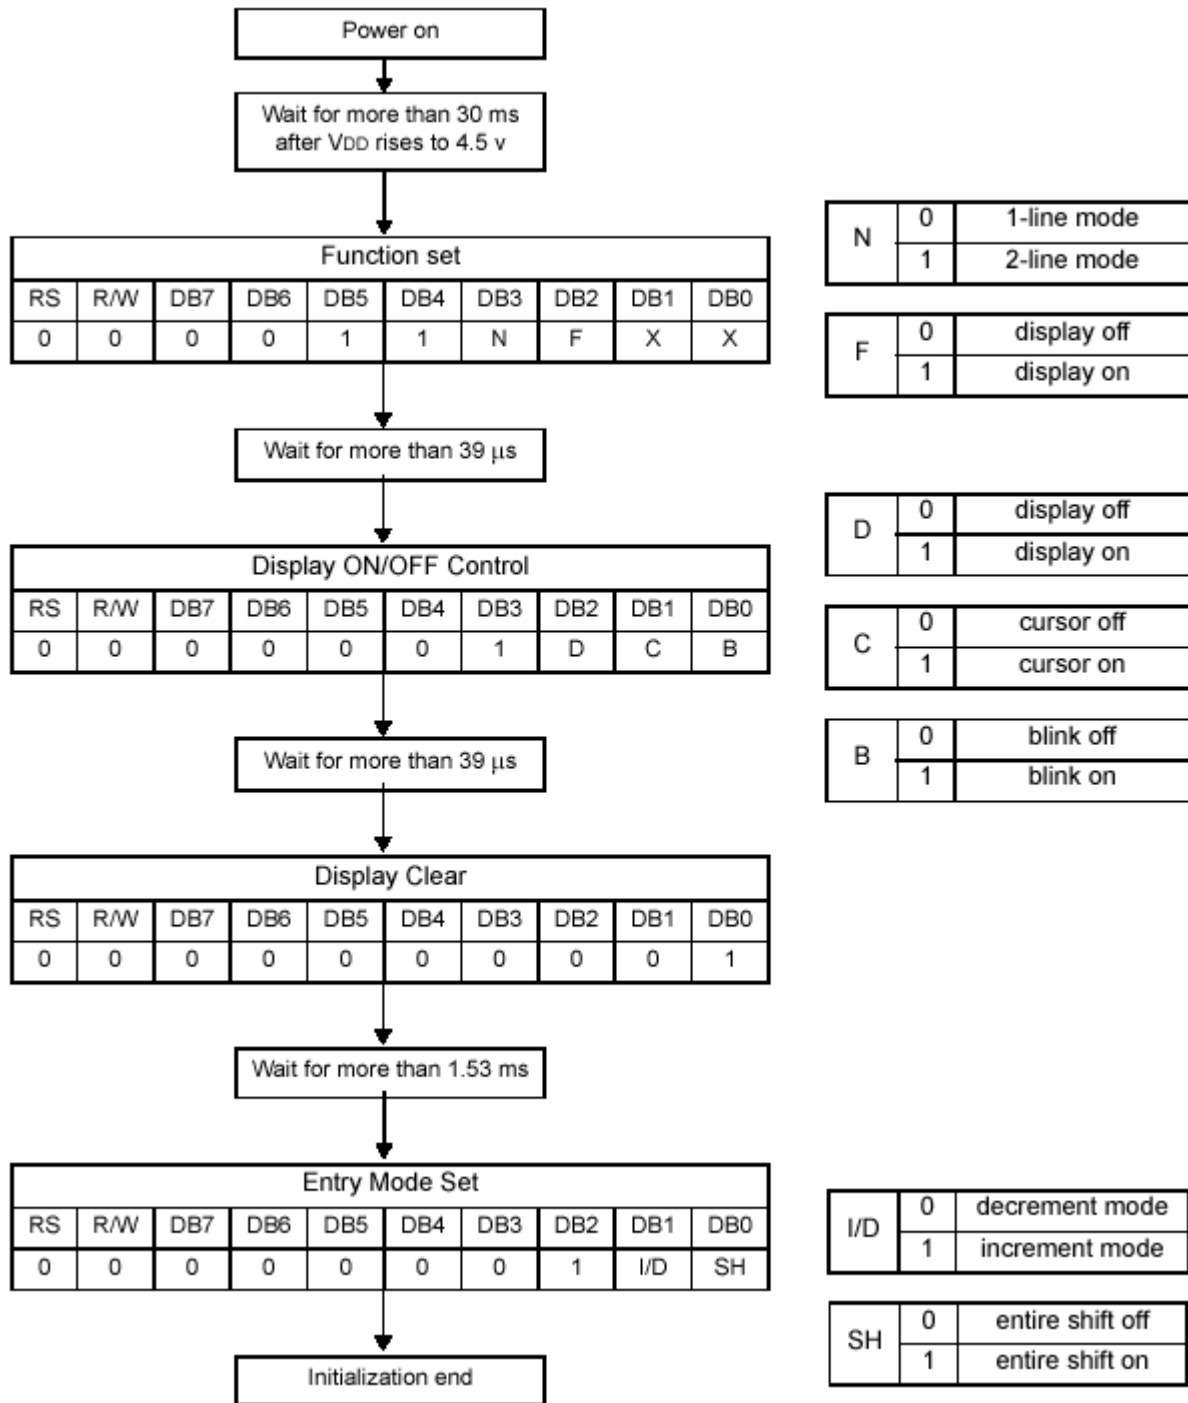 Power on
Wait for more than 30 ms
after VDD rises to 4.5 v
Function set
RS R/W DB7 DB6 DB5 DB4 DB3 DB2 DB1 DB0
0 0 0 0 1 1 N F X X
N 0 1-line mode
1 2-line mode
F 0 display off
1 display on
Wait for more than 39 μs
Display ON/OFF Control
RS R/W DB7 DB6 DB5 DB4 DB3 DB2 DB1 DB0
0 0 0 0 0 0 1 D C B
D 0 display off
1 display on
C 0 cursor off
1 cursor on
B 0 blink off
1 blink on
Wait for more than 39 μs
Display Clear
RS R/W DB7 DB6 DB5 DB4 DB3 DB2 DB1 DB0
0 0 0 0 0 0 0 0 0 1
Wait for more than 1.53 ms
Entry Mode Set
RS R/W DB7 DB6 DB5 DB4 DB3 DB2 DB1 DB0
0 0 0 0 0 0 0 1 I/D SH
I/D 0 decrement mode
1 increment mode
SH 0 entire shift off
1 entire shift on
Initialization end